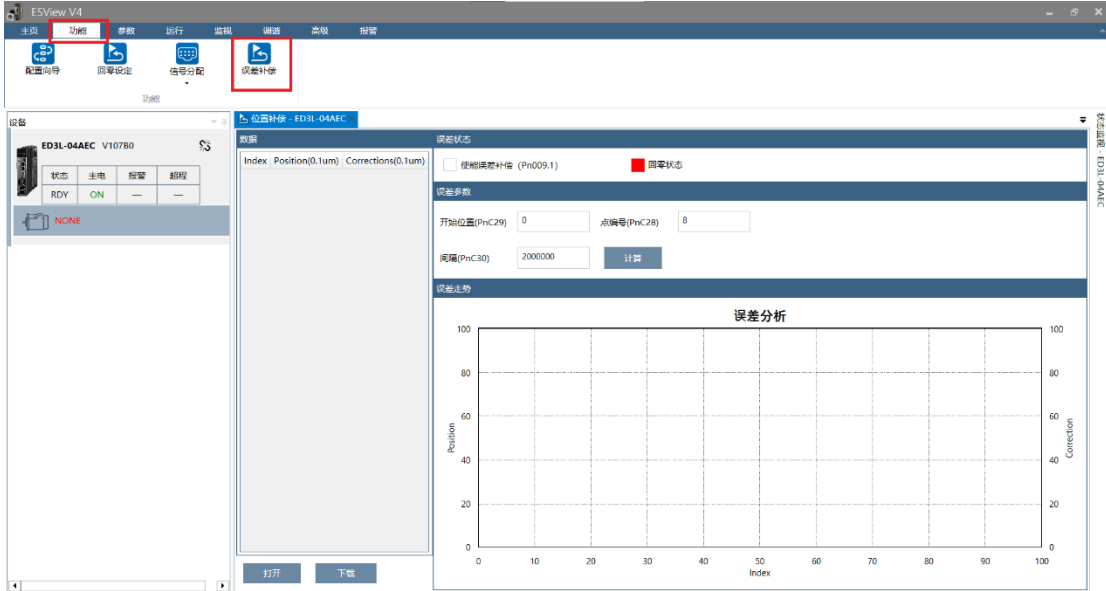 ESView V4
主页 功能 参数 运行 监视 调谐 高级 报警
配置向导 回零设定 信号分配 误差补偿
功能
设备
位置补偿 - ED3L-04AEC
状态监视 - ED3L-04AEC
ED3L-04AEC V107B0
状态 主电 报警 超程
RDY ON — —
NONE
数据
Index Position(0.1um) Corrections(0.1um)
打开 下载
误差状态
使能误差补偿 (Pn009.1) 回零状态
误差参数
开始位置(PnC29) 0 点编号(PnC28) 8
间隔(PnC30) 2000000 计算
误差走势
误差分析
100 100
80 80
60 60
40 40
20 20
0 0
Position
Correction
0 10 20 30 40 50 60 70 80 90 100
Index